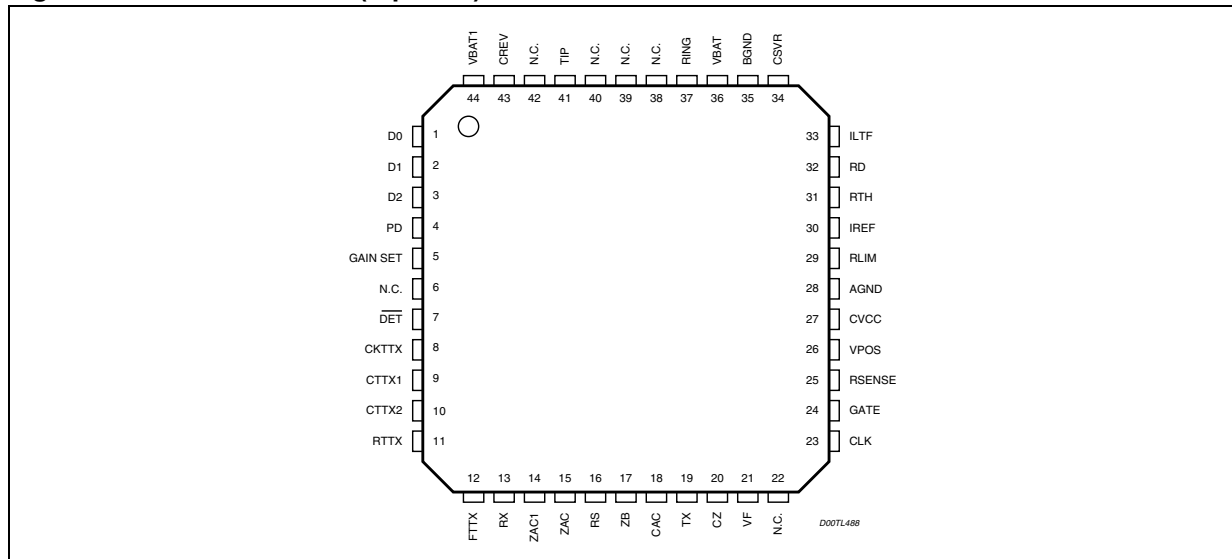 VBAT1 CREV N.C. TIP N.C. N.C. N.C. RING VBAT BGND CSVR
44 43 42 41 40 39 38 37 36 35 34
D0 1 33 ILTF
D1 2 32 RD
D2 3 31 RTH
PD 4 30 IREF
GAIN SET 5 29 RLIM
N.C. 6 28 AGND
DET 7 27 CVCC
CKTTX 8 26 VPOS
CTTX1 9 25 RSENSE
CTTX2 10 24 GATE
RTTX 11 23 CLK
12 13 14 15 16 17 18 19 20 21 22
FTTX RX ZAC1 ZAC RS ZB CAC TX CZ VF N.C.
D00TL488